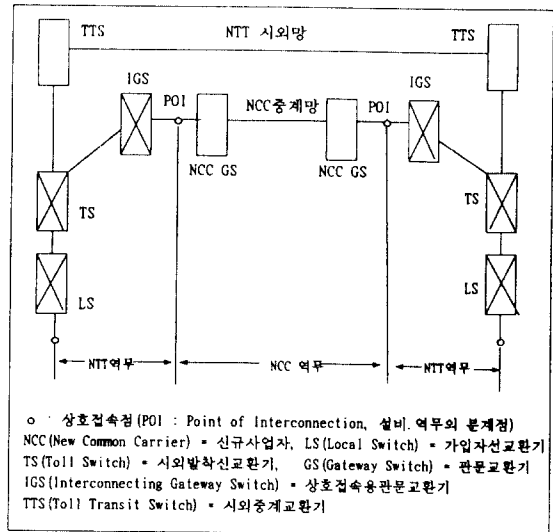 TTS NTT 시외망 TTS
IGS IGS
POI NCC중계망 POI
NCC GS NCC GS
TS TS
LS LS
NTT역무 NCC 역무 NTT역무
o 상호접속점(POI : Point of Interconnection, 설비.역무의 분계점)
NCC(New Common Carrier) = 신규사업자, LS(Local Switch) = 가입자선교환기
TS(Toll Switch) = 시외발착신교환기, GS(Gateway Switch) = 관문교환기
IGS(Interconnecting Gateway Switch) = 상호접속용관문교환기
TTS(Toll Transit Switch) = 시외중계교환기